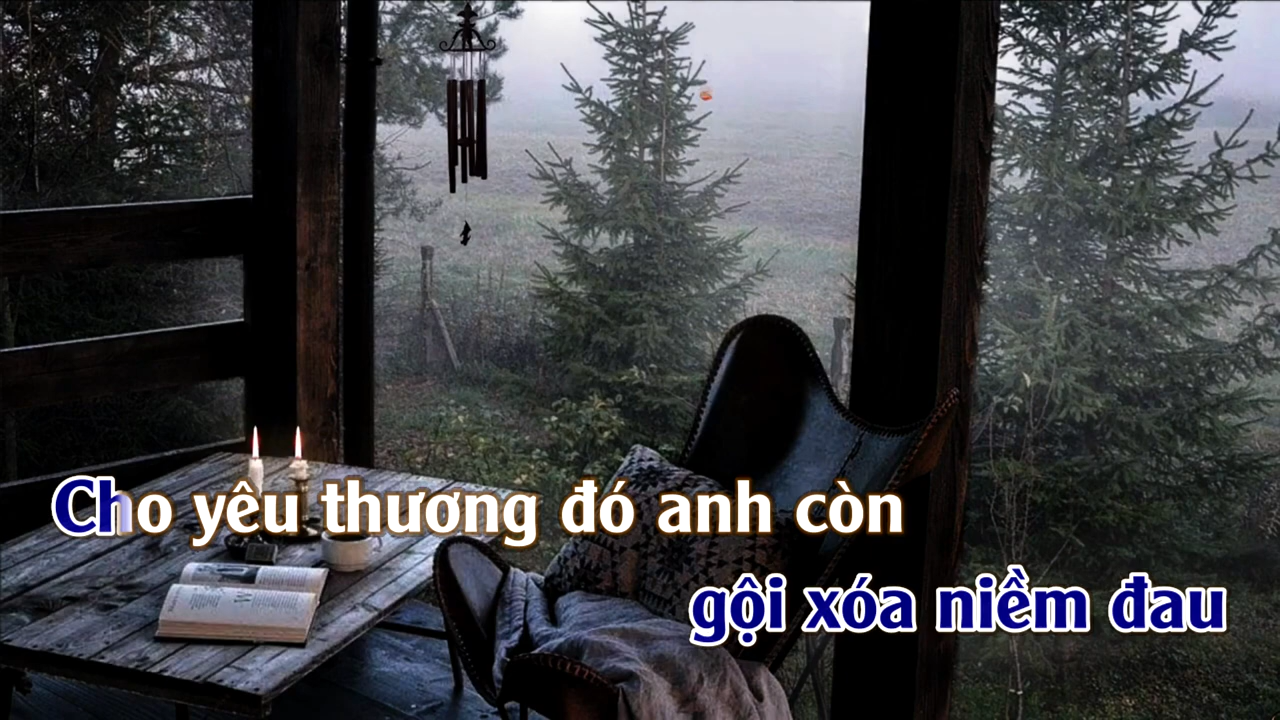 Cho yêu thương đó anh còn
gội xóa niềm đau